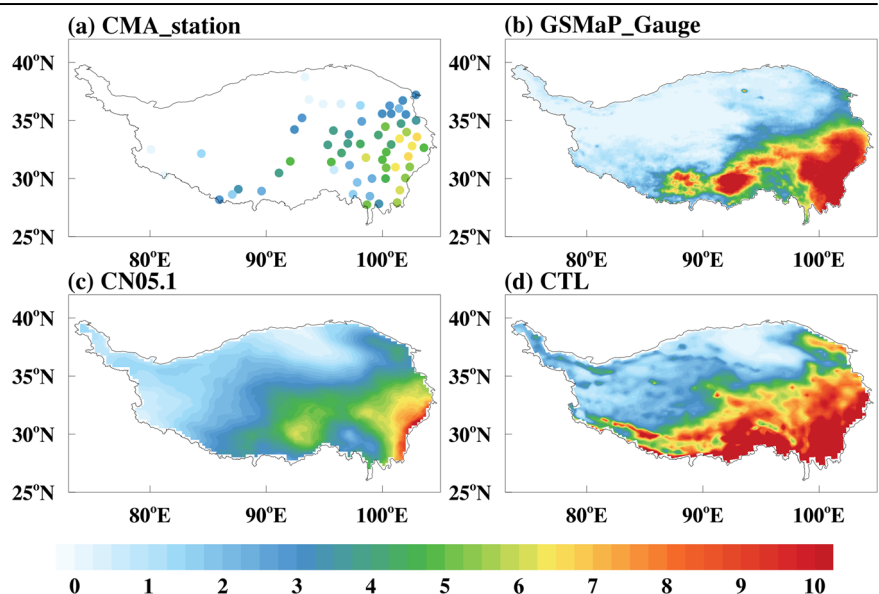 (a) CMA_station (b) GSMaP_Gauge
40°N 40°N
35°N 35°N
30°N 30°N
25°N 25°N
80°E 90°E 100°E 80°E 90°E 100°E
(c) CN05.1 (d) CTL
40°N 40°N
35°N 35°N
30°N 30°N
25°N 25°N
80°E 90°E 100°E 80°E 90°E 100°E
0 1 2 3 4 5 6 7 8 9 10